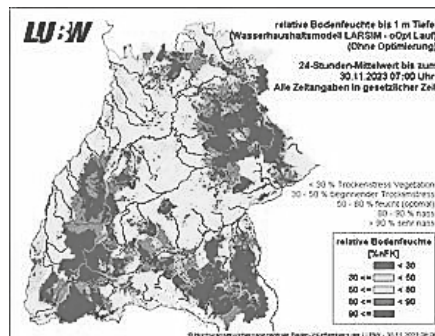 LUBW
relative Bodenfeuchte bis 1 m Tiefe
(Wasserhaushaltsmodell LARSIM - oOpt Lauf)
(Ohne Optimierung)
24-Stunden-Mittelwert bis zum
30.11.2023 07:00 Uhr
Alle Zeitangaben in gesetzlicher Zeit
< 30 % Trockenstress Vegetation
30 - 50 % beginnender Trockenstress
50 - 80 % feucht (optimal)
80 - 90 % nass
> 90 % sehr nass
relative Bodenfeuchte
[%nFK]
< 30
30 <= < 50
50 <= < 80
80 <= < 90
90 <=